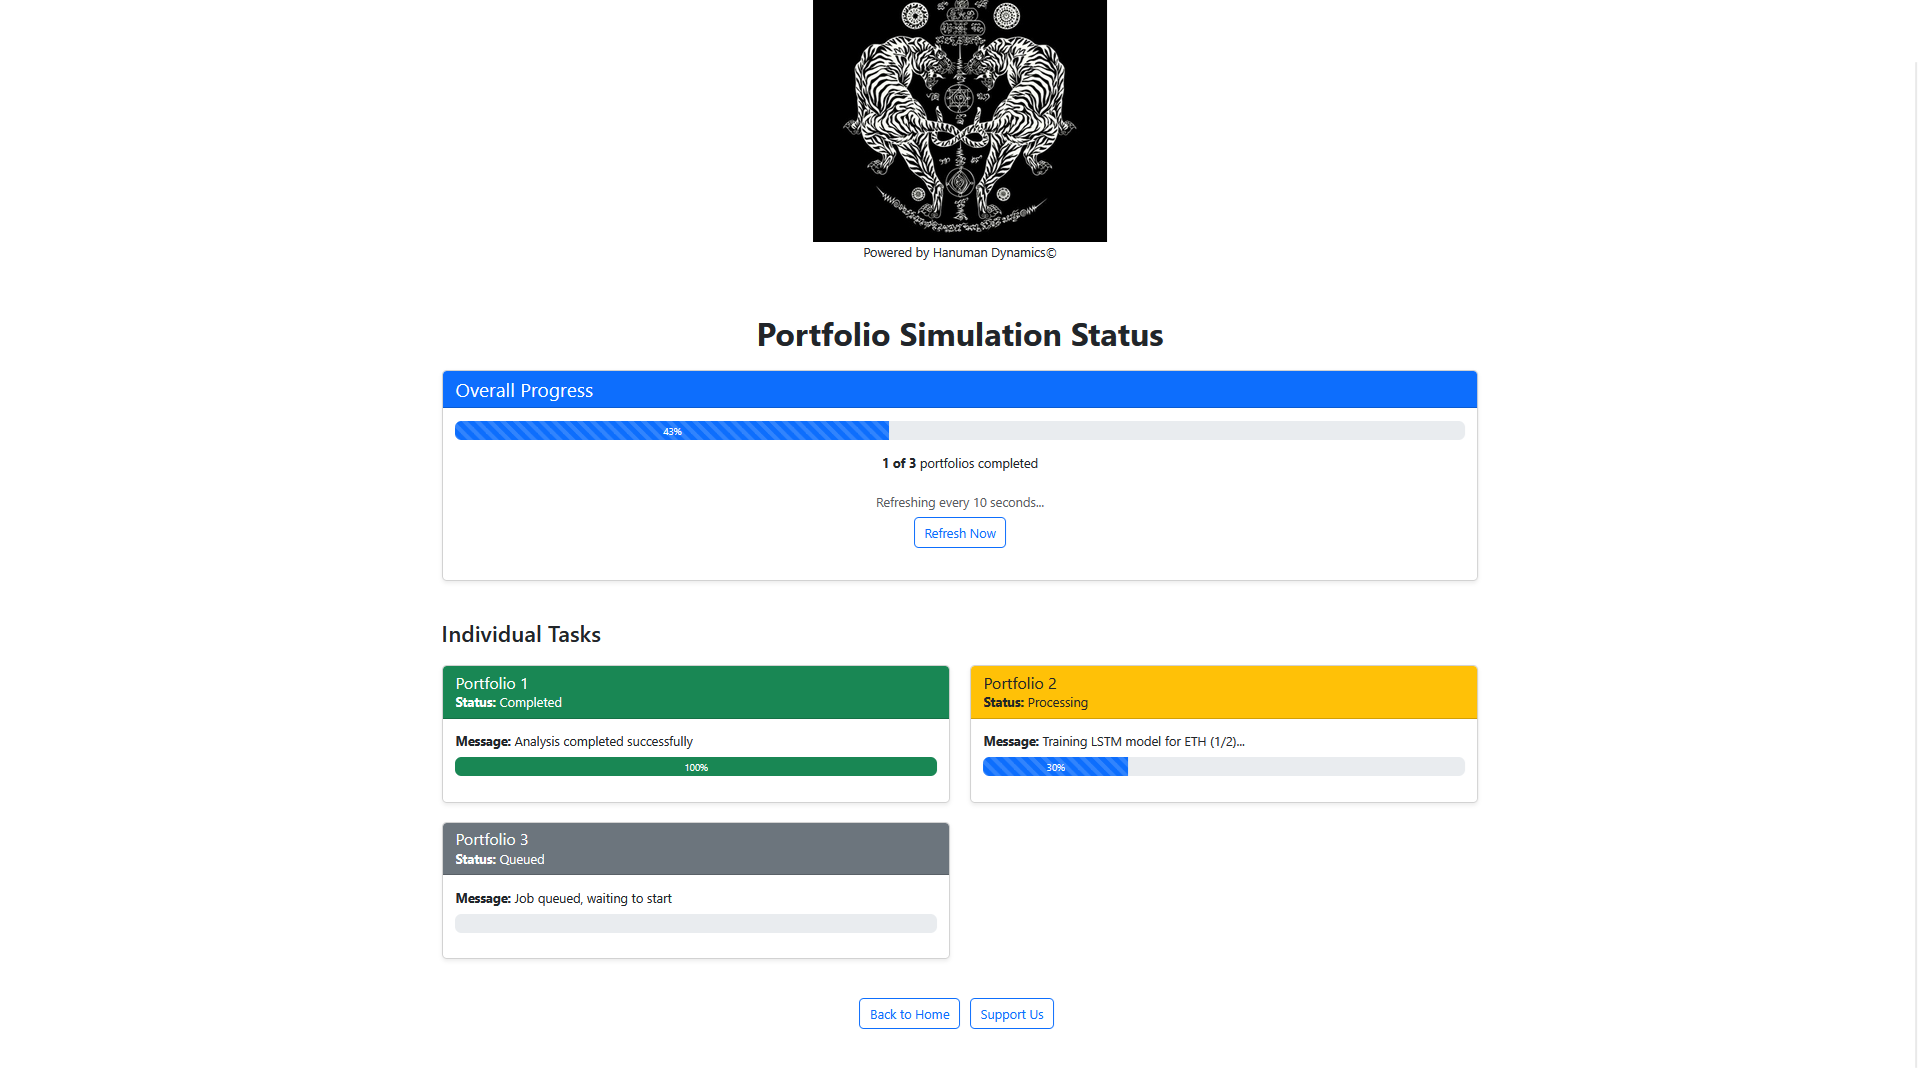 Powered by Hanuman Dynamics©
Portfolio Simulation Status
Overall Progress
43%
1 of 3 portfolios completed
Refreshing every 10 seconds...
Refresh Now
Individual Tasks
Portfolio 1
Status: Completed
Message: Analysis completed successfully
100%
Portfolio 2
Status: Processing
Message: Training LSTM model for ETH (1/2)...
30%
Portfolio 3
Status: Queued
Message: Job queued, waiting to start
Back to Home
Support Us